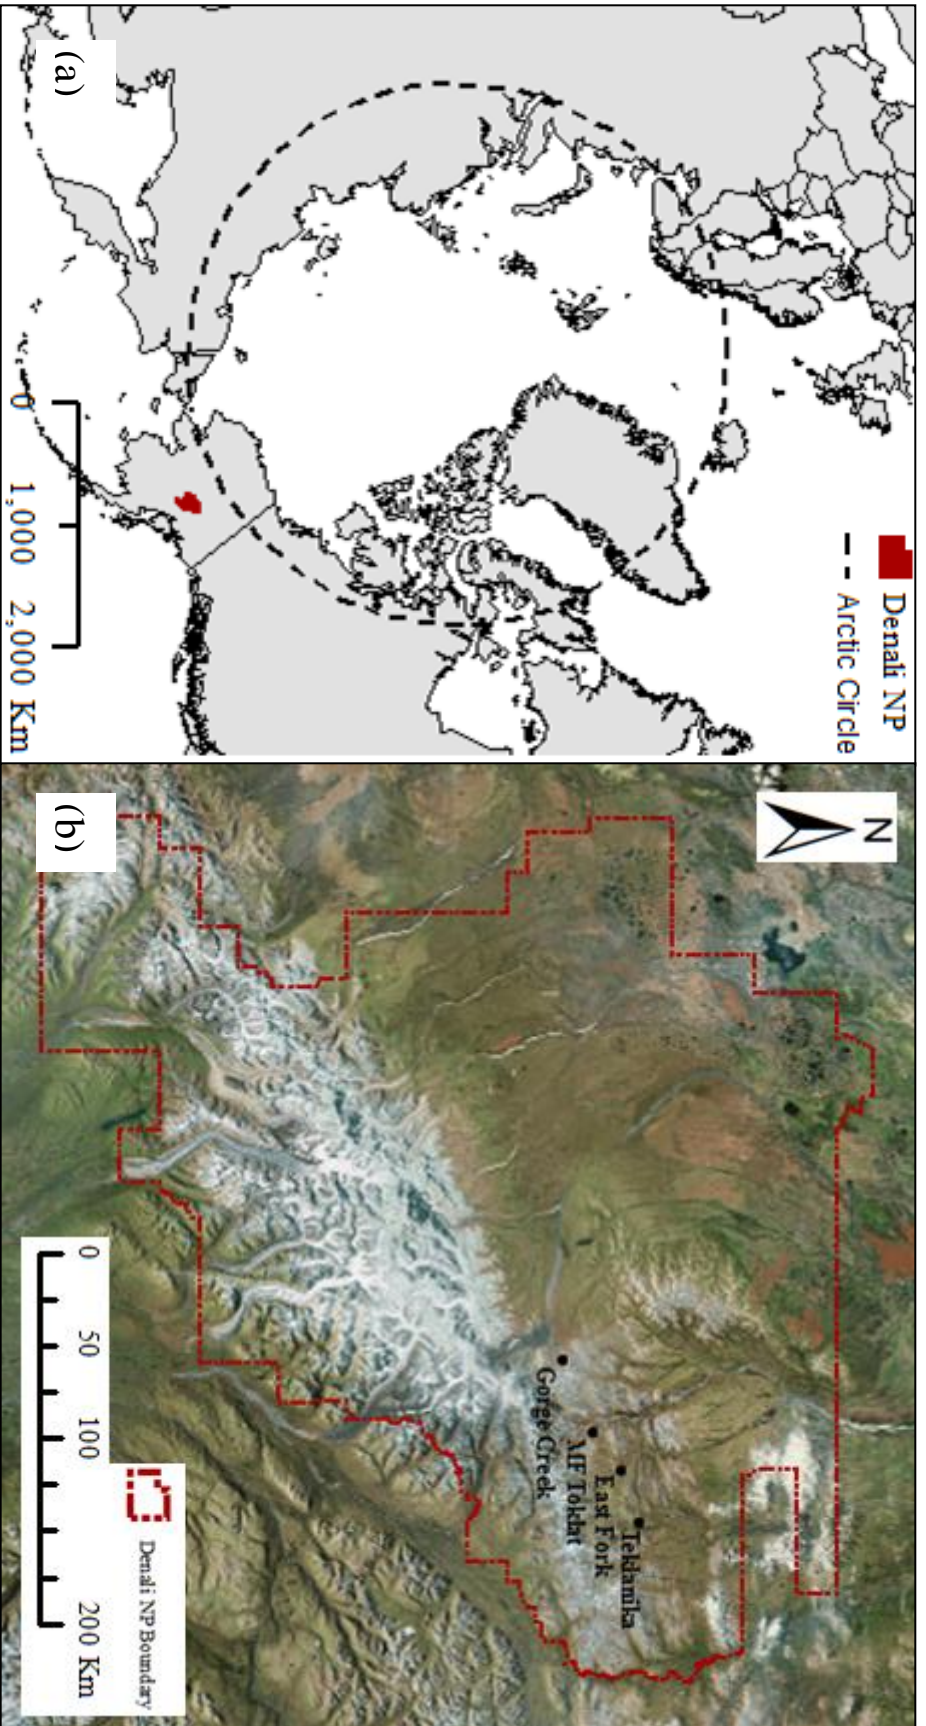 Denali NP
Arctic Circle
0 1,000 2,000 Km
(a)
N
Gorge Creek
MF Toklat
East Fork
Teklanika
0 50 100 200 Km
Denali NP Boundary
(b)